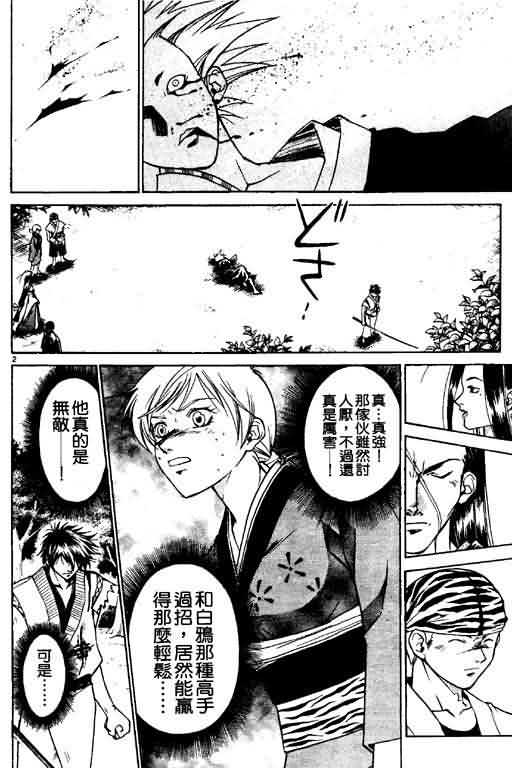 ドサ
2
真…真強！
那傢伙雖然討
人厭，不過還
真是厲害！
和白鴉那種高手
過招，居然能贏
得那麼輕鬆……
他真的是
無敵——
可是……